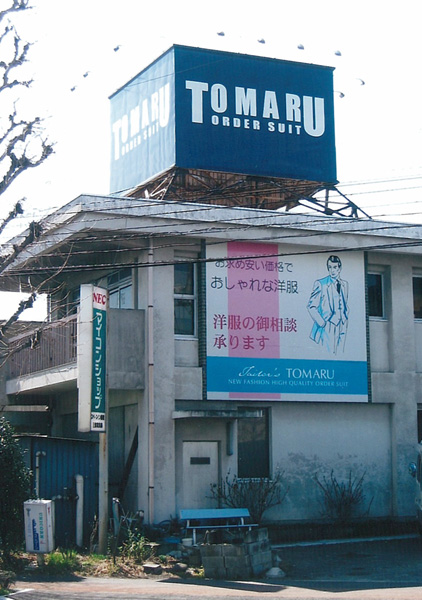 TOMARU
ORDER SUIT
TOMARU
ORDER SUIT
お求め安い価格で
おしゃれな洋服
洋服の御相談
承ります
Tailor's TOMARU
NEW FASHION HIGH QUALITY ORDER SUIT
NEC
マイコンショップ